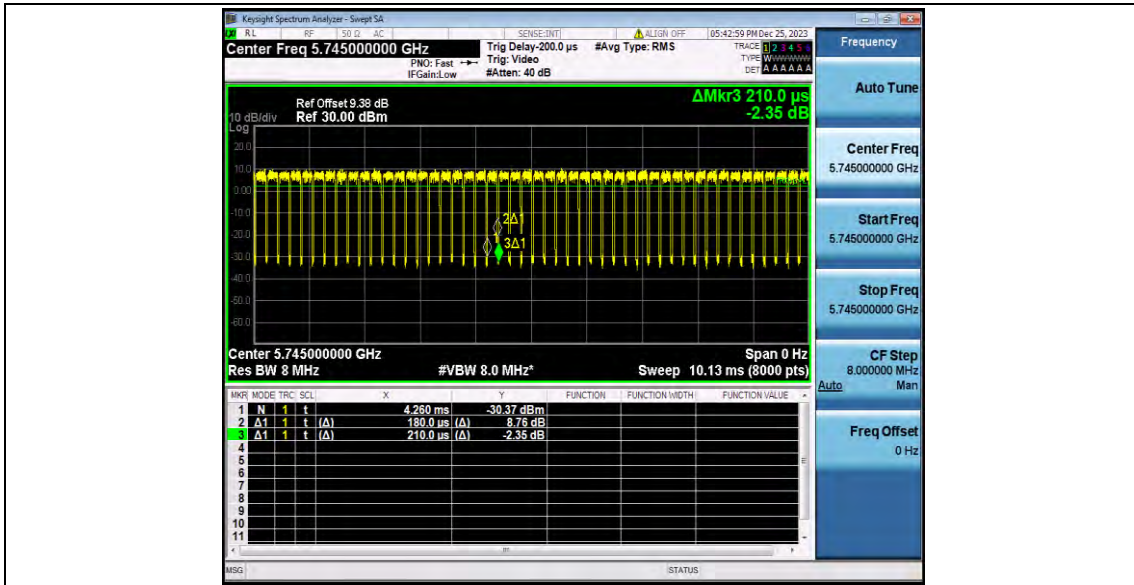 Keysight Spectrum Analyzer - Swept SA
RL RF 50 Ω AC SENSE:INT ALIGN OFF 05:42:59 PM Dec 25, 2023
Center Freq 5.745000000 GHz
PNO: Fast
IFGain:Low
Trig Delay-200.0 µs
Trig: Video
#Atten: 40 dB
#Avg Type: RMS
TRACE 1 2 3 4 5 6
TYPE W
DET A A A A A A
Ref Offset 9.38 dB
Ref 30.00 dBm
10 dB/div
Log
ΔMkr3 210.0 µs
-2.35 dB
20.0
10.0
0.00
-10.0
-20.0
-30.0
-40.0
-50.0
-60.0
2Δ1
3Δ1
Center 5.745000000 GHz Span 0 Hz
Res BW 8 MHz #VBW 8.0 MHz* Sweep 10.13 ms (8000 pts)
MKR MODE TRC SCL X Y FUNCTION FUNCTION WIDTH FUNCTION VALUE
1 N 1 t 4.260 ms -30.37 dBm
2 Δ1 1 t (Δ) 180.0 µs (Δ) 8.76 dB
3 Δ1 1 t (Δ) 210.0 µs (Δ) -2.35 dB
4
5
6
7
8
9
10
11
MSG STATUS
Frequency
Auto Tune
Center Freq
5.745000000 GHz
Start Freq
5.745000000 GHz
Stop Freq
5.745000000 GHz
CF Step
8.000000 MHz
Auto Man
Freq Offset
0 Hz